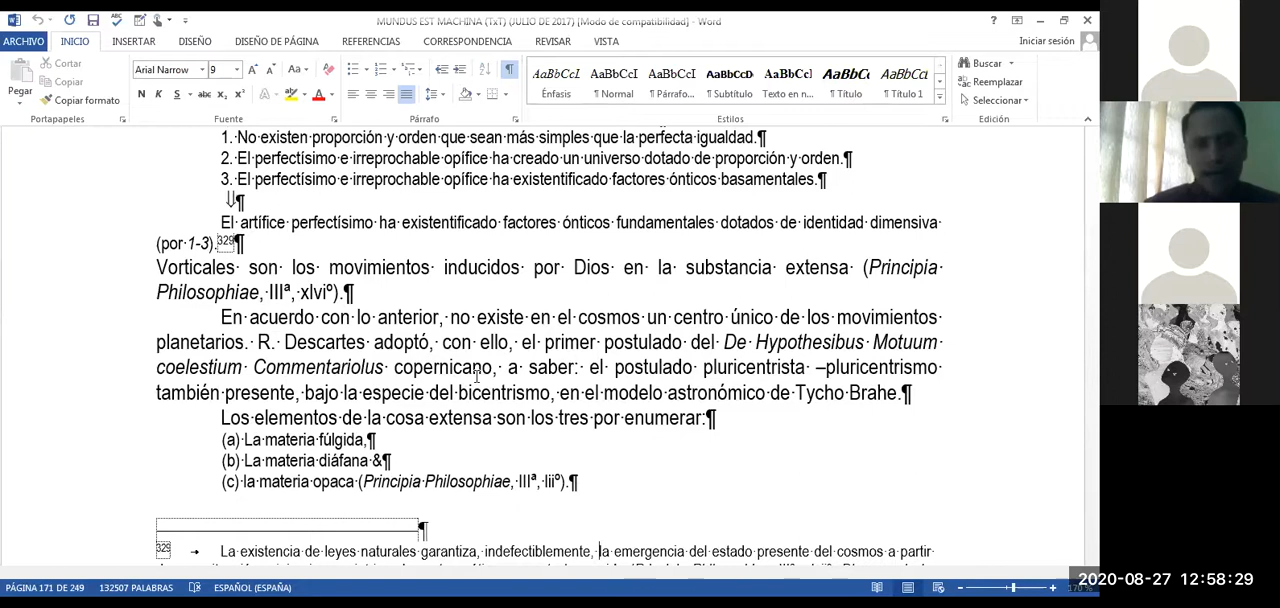 MUNDUS EST MACHINA (TxT) (JULIO DE 2017) [Modo de compatibilidad] - Word
ARCHIVO INICIO INSERTAR DISEÑO DISEÑO DE PÁGINA REFERENCIAS CORRESPONDENCIA REVISAR VISTA Iniciar sesión
Pegar
Cortar
Copiar
Copiar formato
Arial Narrow 9
N K S abc x₂ x²
AaBbCcI AaBbCcI AaBbCcI AaBbCcD AaBbCcI AaBbC AaBbCcI
Énfasis ¶ Normal ¶ Párrafo... ¶ Subtítulo Texto en n... ¶ Título ¶ Título 1
Buscar
Reemplazar
Seleccionar
Portapapeles Fuente Párrafo Estilos Edición
1. No existen proporción y orden que sean más simples que la perfecta igualdad.¶
2. El perfectísimo e irreprochable opífice ha creado un universo dotado de proporción y orden.¶
3. El perfectísimo e irreprochable opífice ha existentificado factores ónticos basamentales.¶
⇓¶
El artífice perfectísimo ha existentificado factores ónticos fundamentales dotados de identidad dimensiva
(por 1-3).329¶
Vorticales son los movimientos inducidos por Dios en la substancia extensa (Principia
Philosophiae, IIIª, xlviº).¶
En acuerdo con lo anterior, no existe en el cosmos un centro único de los movimientos
planetarios. R. Descartes adoptó, con ello, el primer postulado del De Hypothesibus Motuum
coelestium Commentariolus copernicano, a saber: el postulado pluricentrista –pluricentrismo
también presente, bajo la especie del bicentrismo, en el modelo astronómico de Tycho Brahe.¶
Los elementos de la cosa extensa son los tres por enumerar:¶
(a) La materia fúlgida,¶
(b) La materia diáfana &¶
(c) la materia opaca (Principia Philosophiae, IIIª, liiº).¶
¶
329 → La existencia de leyes naturales garantiza, indefectiblemente, la emergencia del estado presente del cosmos a partir
PÁGINA 171 DE 249 132507 PALABRAS ESPAÑOL (ESPAÑA) 170 %
2020-08-27 12:58:29